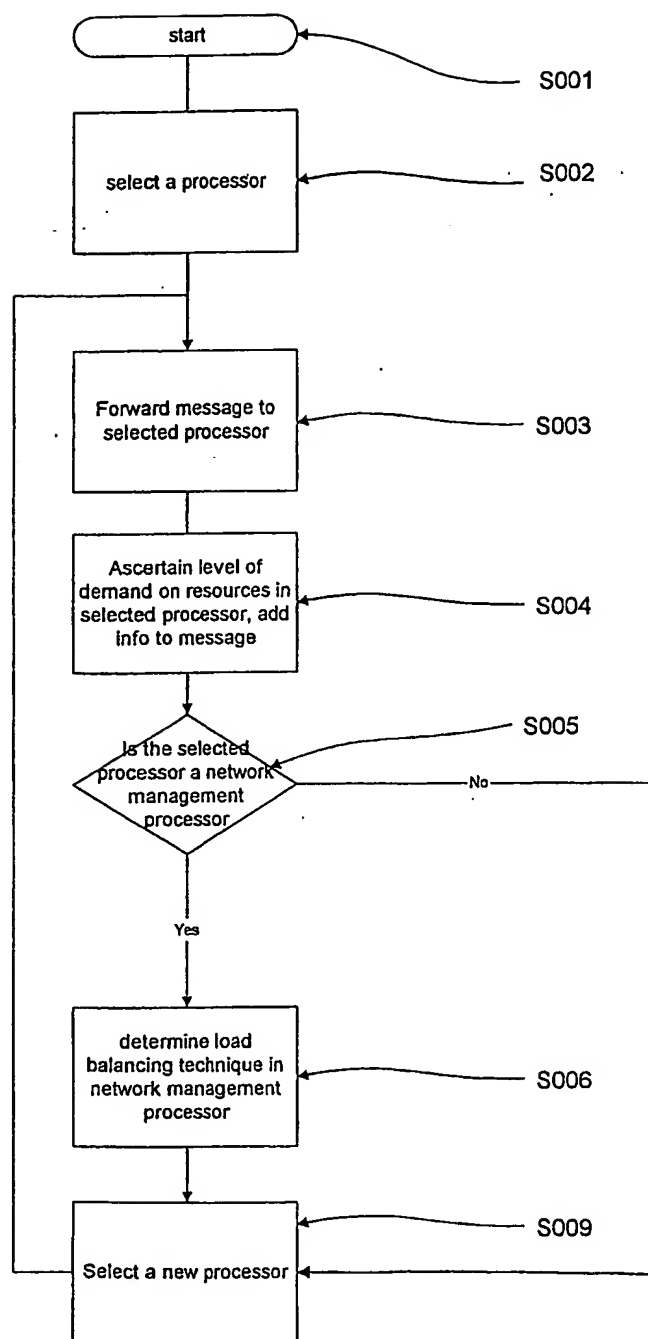 start
S001
select a processor
S002
Forward message to
selected processor
S003
Ascertain level of
demand on resources in
selected processor, add
info to message
S004
Is the selected
processor a network
management
processor
S005
No
Yes
determine load
balancing technique in
network management
processor
S006
Select a new processor
S009